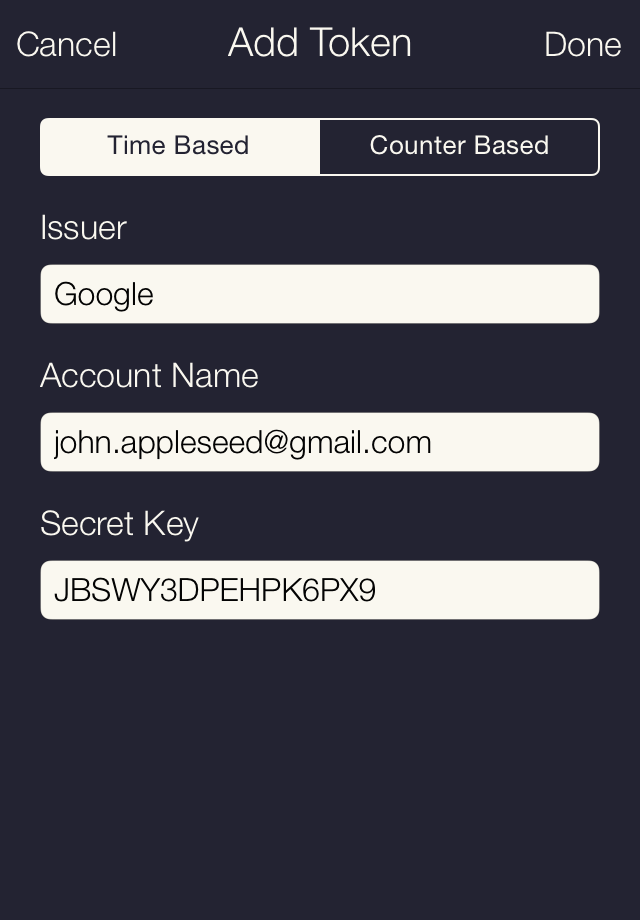 Cancel Add Token Done
Time Based Counter Based
Issuer
Google
Account Name
john.appleseed@gmail.com
Secret Key
JBSWY3DPEHPK6PX9